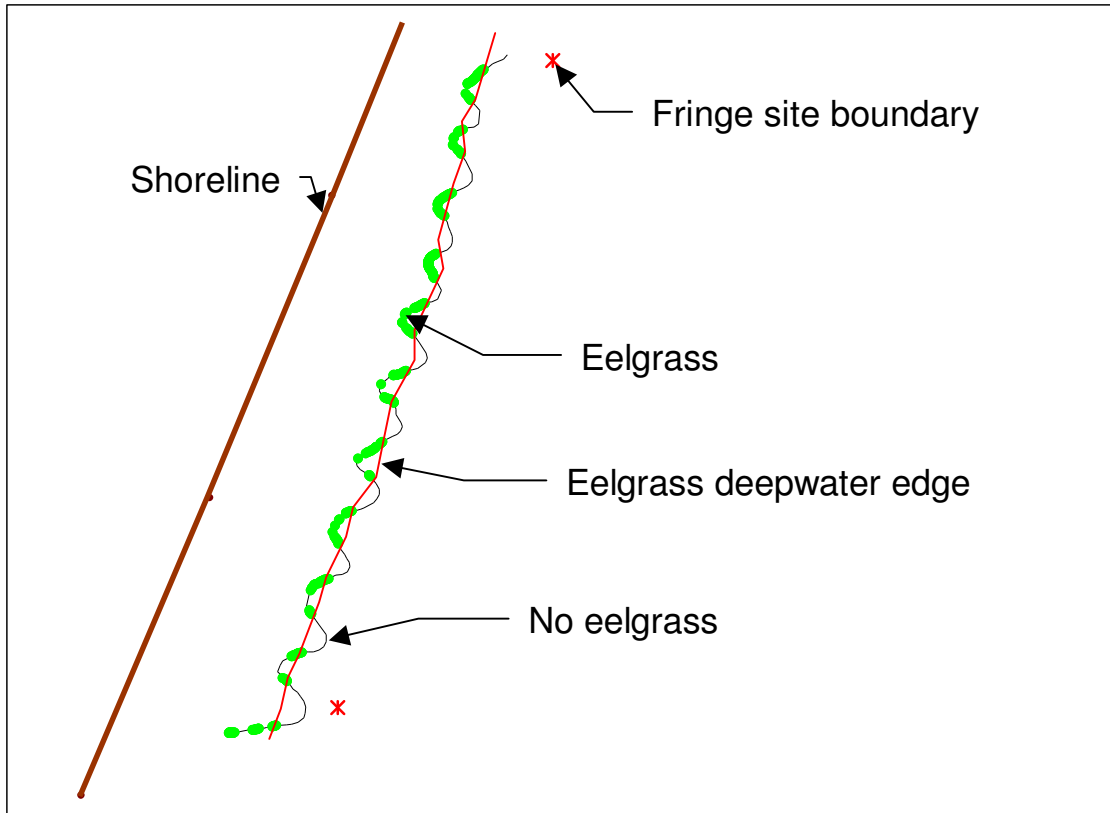 Fringe site boundary
Shoreline
Eelgrass
Eelgrass deepwater edge
No eelgrass